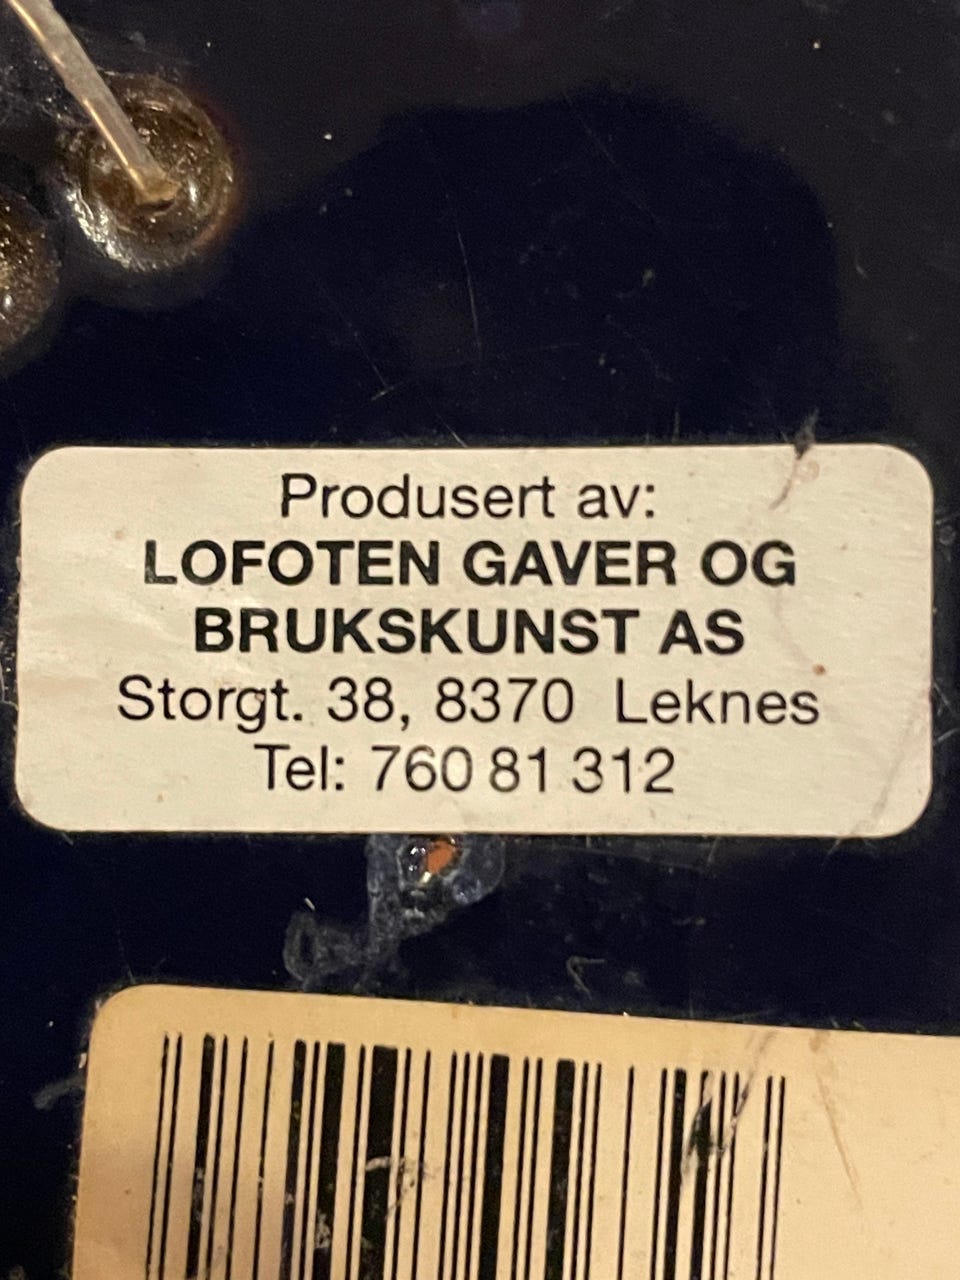 Produsert av:
LOFOTEN GAVER OG
BRUKSKUNST AS
Storgt. 38, 8370 Leknes
Tel: 760 81 312